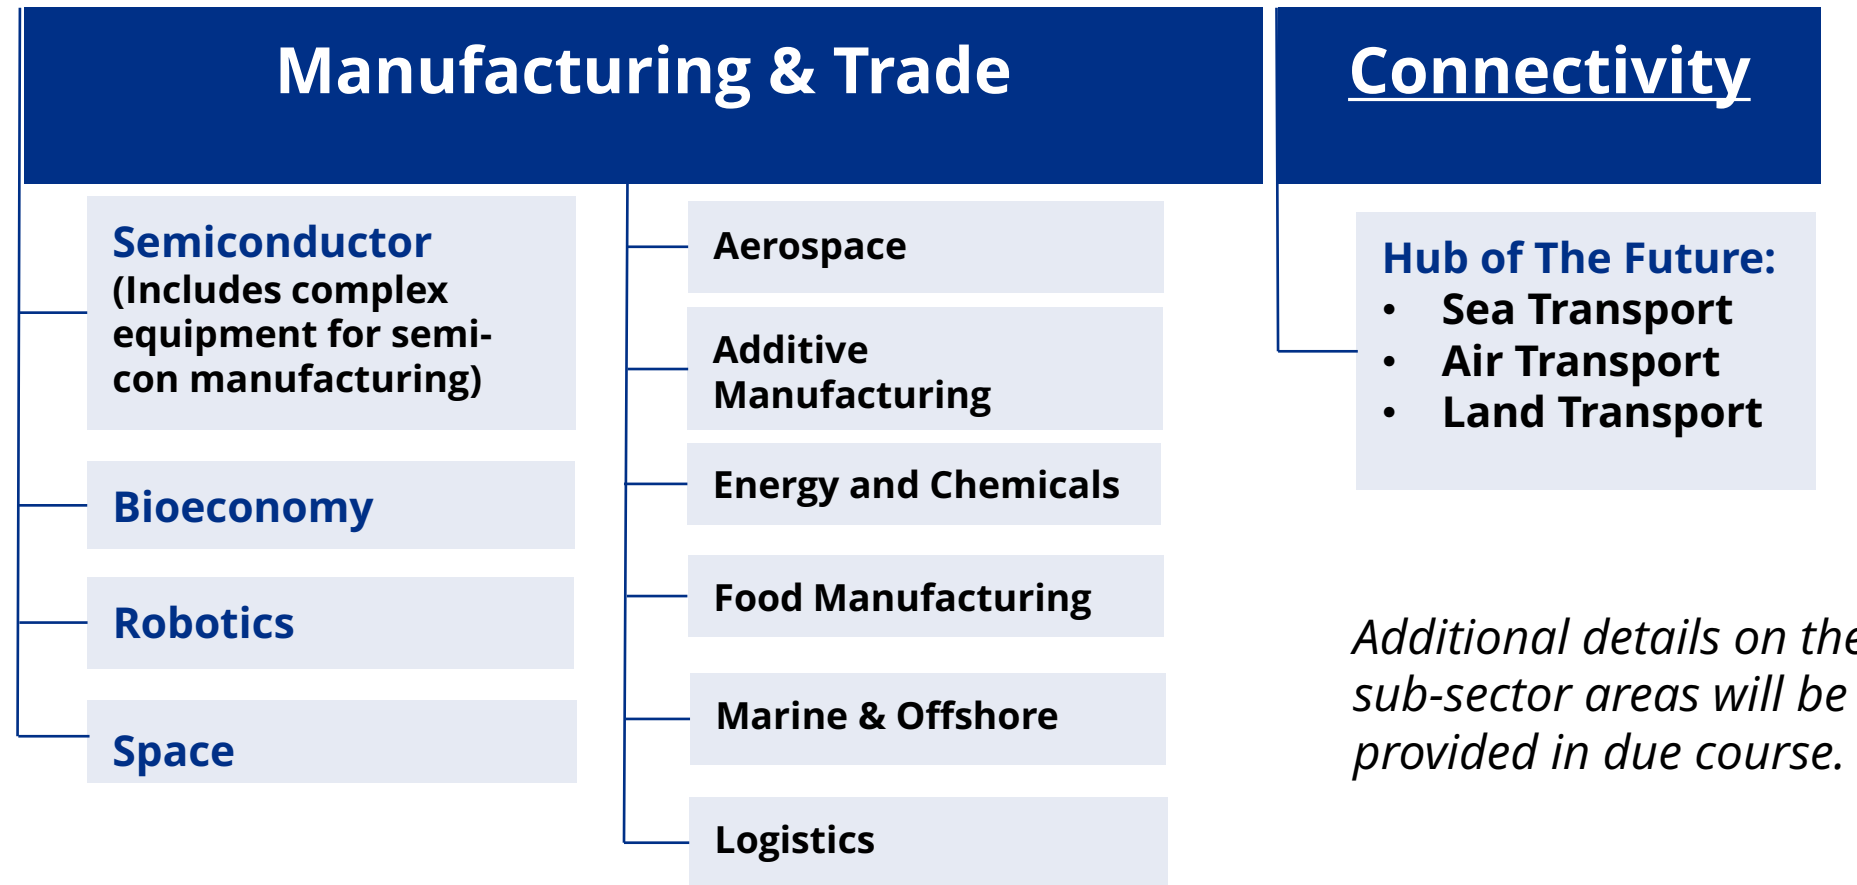 Manufacturing & Trade
Semiconductor
(Includes complex
equipment for semi-
con manufacturing)
Bioeconomy
Robotics
Space
Aerospace
Additive
Manufacturing
Energy and Chemicals
Food Manufacturing
Marine & Offshore
Logistics
Connectivity
Hub of The Future:
• Sea Transport
• Air Transport
• Land Transport
Additional details on the
sub-sector areas will be
provided in due course.